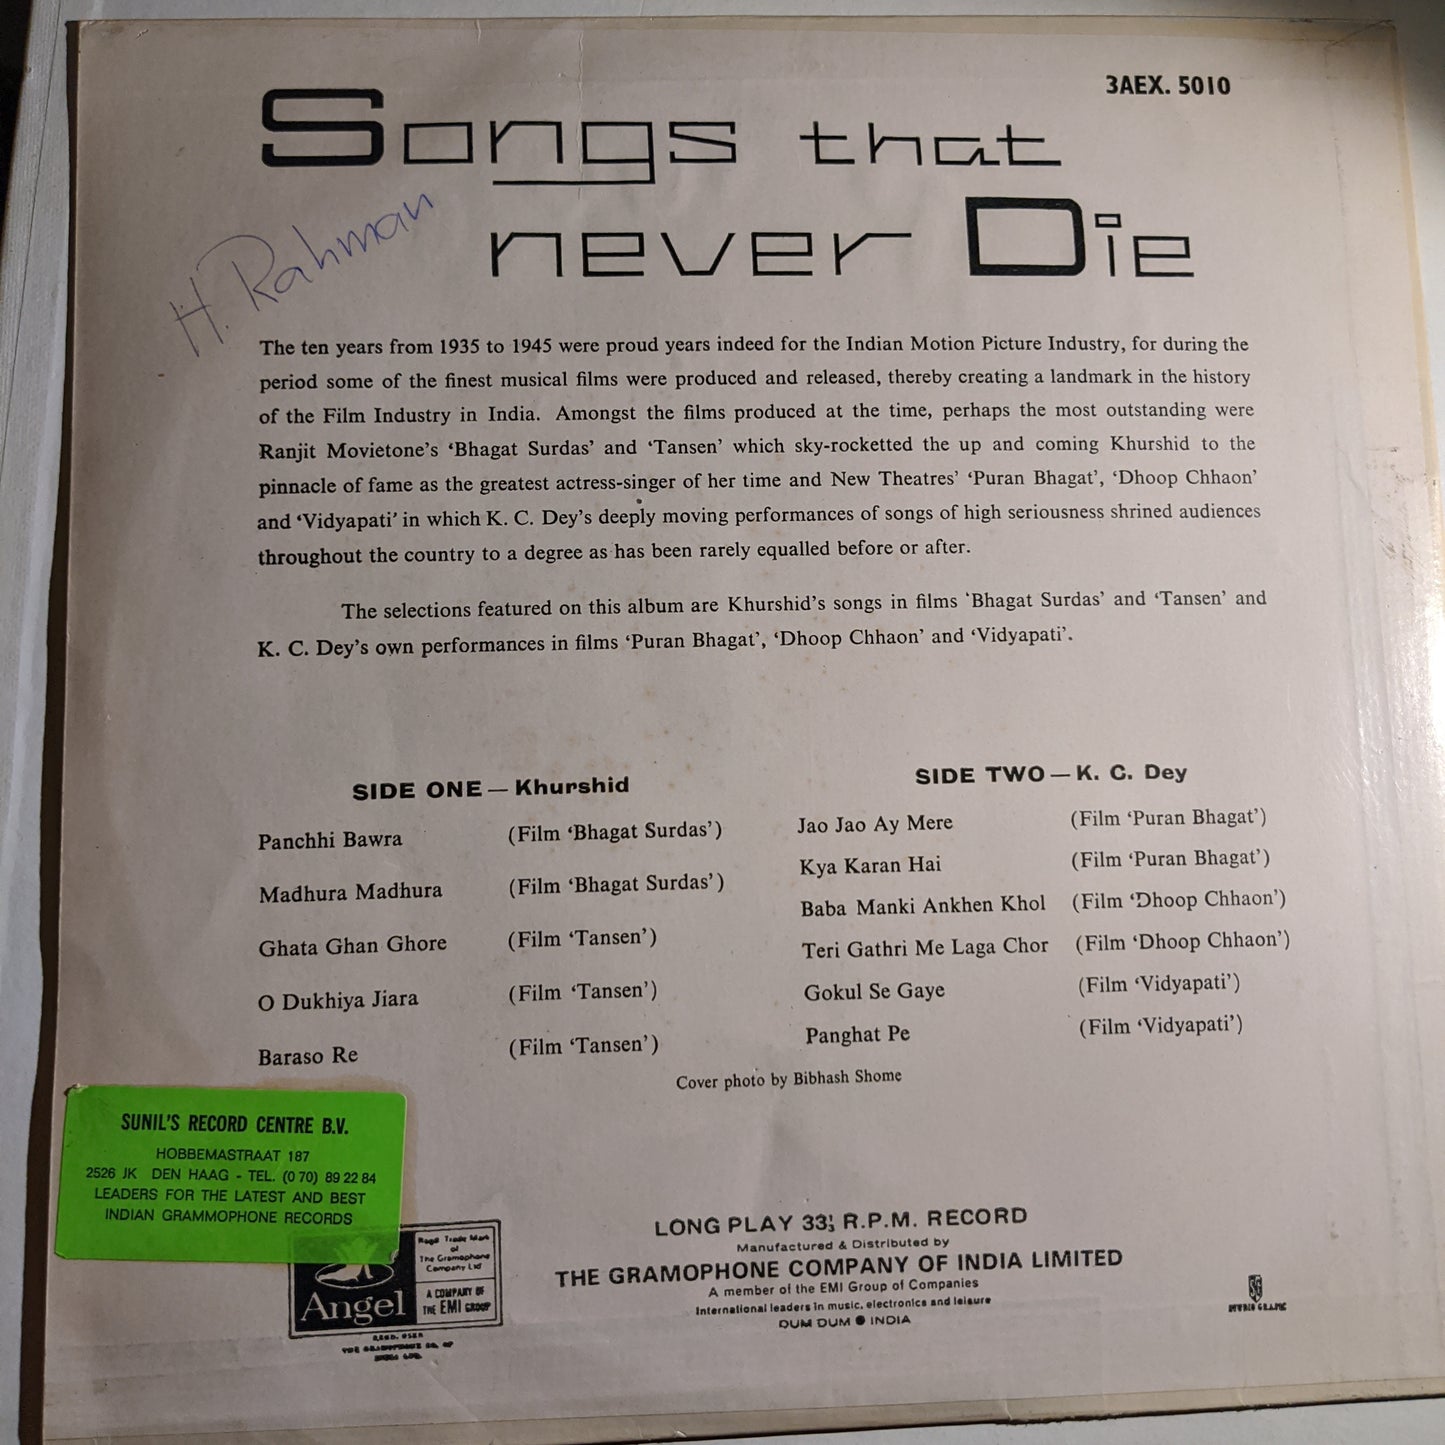 3AEX. 5010
Songs that
never Die
H. Rahman
The ten years from 1935 to 1945 were proud years indeed for the Indian Motion Picture Industry, for during the
period some of the finest musical films were produced and released, thereby creating a landmark in the history
of the Film Industry in India. Amongst the films produced at the time, perhaps the most outstanding were
Ranjit Movietone's ‘Bhagat Surdas’ and ‘Tansen’ which sky-rocketted the up and coming Khurshid to the
pinnacle of fame as the greatest actress-singer of her time and New Theatres’ ‘Puran Bhagat’, ‘Dhoop Chhaon’
and ‘Vidyapati’ in which K. C. Dey's deeply moving performances of songs of high seriousness shrined audiences
throughout the country to a degree as has been rarely equalled before or after.
The selections featured on this album are Khurshid's songs in films ‘Bhagat Surdas’ and ‘Tansen’ and
K. C. Dey's own performances in films ‘Puran Bhagat’, ‘Dhoop Chhaon’ and ‘Vidyapati’.
SIDE ONE — Khurshid
Panchhi Bawra (Film ‘Bhagat Surdas’)
Madhura Madhura (Film ‘Bhagat Surdas’)
Ghata Ghan Ghore (Film ‘Tansen’)
O Dukhiya Jiara (Film ‘Tansen’)
Baraso Re (Film ‘Tansen’)
SIDE TWO — K. C. Dey
Jao Jao Ay Mere (Film ‘Puran Bhagat’)
Kya Karan Hai (Film ‘Puran Bhagat’)
Baba Manki Ankhen Khol (Film ‘Dhoop Chhaon’)
Teri Gathri Me Laga Chor (Film ‘Dhoop Chhaon’)
Gokul Se Gaye (Film ‘Vidyapati’)
Panghat Pe (Film ‘Vidyapati’)
Cover photo by Bibhash Shome
SUNIL'S RECORD CENTRE B.V.
HOBBEMASTRAAT 187
2526 JK DEN HAAG - TEL. (0 70) 89 22 84
LEADERS FOR THE LATEST AND BEST
INDIAN GRAMMOPHONE RECORDS
Angel
Regd Trade Mark
of
The Gramophone
Company Ltd
A COMPANY OF
THE EMI GROUP
LONG PLAY 33⅓ R.P.M. RECORD
Manufactured & Distributed by
THE GRAMOPHONE COMPANY OF INDIA LIMITED
A member of the EMI Group of Companies
International leaders in music, electronics and leisure
DUM DUM ● INDIA